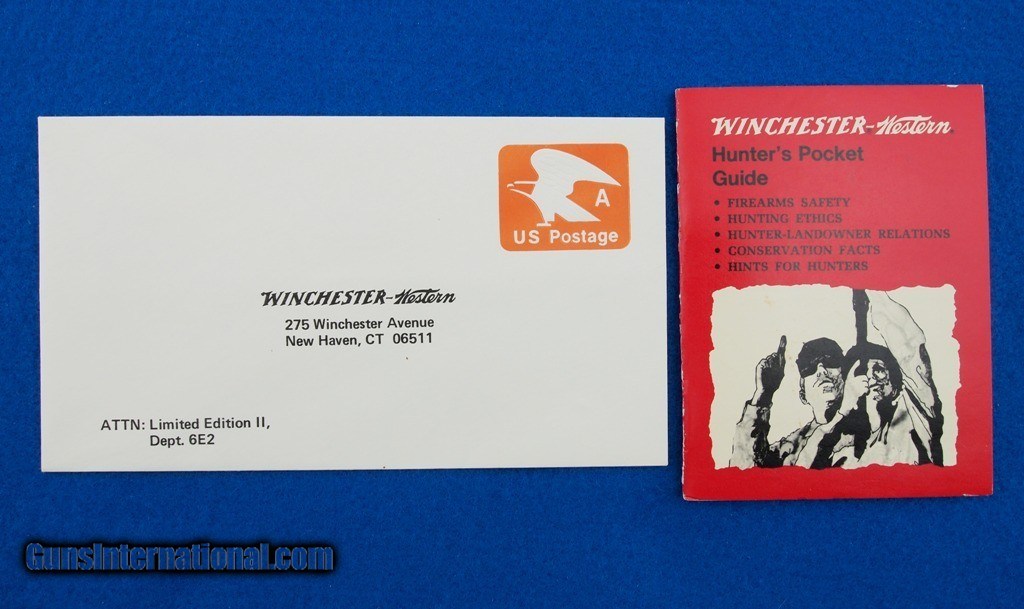 A
US Postage
WINCHESTER-Western
275 Winchester Avenue
New Haven, CT 06511
ATTN: Limited Edition II,
Dept. 6E2
WINCHESTER-Western
Hunter's Pocket
Guide
• FIREARMS SAFETY
• HUNTING ETHICS
• HUNTER-LANDOWNER RELATIONS
• CONSERVATION FACTS
• HINTS FOR HUNTERS
GunsInternational.com